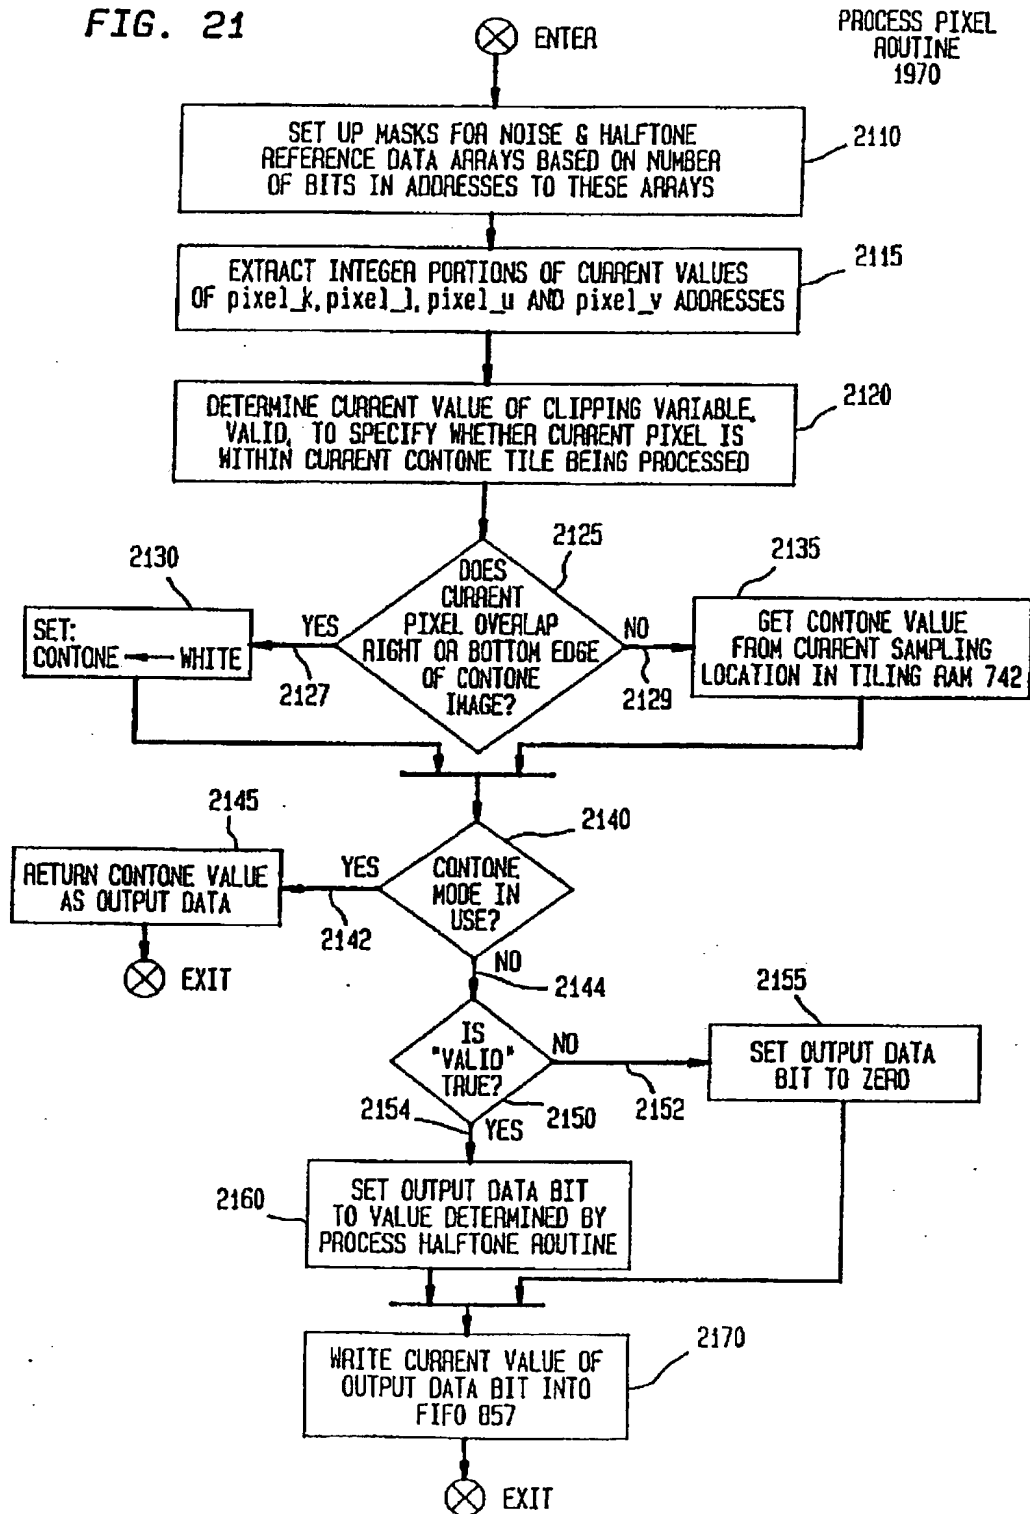 FIG. 21
PROCESS PIXEL
ROUTINE
1970
ENTER
SET UP MASKS FOR NOISE & HALFTONE
REFERENCE DATA ARRAYS BASED ON NUMBER
OF BITS IN ADDRESSES TO THESE ARRAYS
2110
EXTRACT INTEGER PORTIONS OF CURRENT VALUES
OF pixel_k, pixel_l, pixel_u AND pixel_v ADDRESSES
2115
DETERMINE CURRENT VALUE OF CLIPPING VARIABLE,
VALID, TO SPECIFY WHETHER CURRENT PIXEL IS
WITHIN CURRENT CONTONE TILE BEING PROCESSED
2120
2125
DOES
CURRENT
PIXEL OVERLAP
RIGHT OR BOTTOM EDGE
OF CONTONE
IMAGE?
2130
YES
SET:
CONTONE ← WHITE
2127
NO
2129
2135
GET CONTONE VALUE
FROM CURRENT SAMPLING
LOCATION IN TILING RAM 742
2140
CONTONE
MODE IN
USE?
2145
YES
RETURN CONTONE VALUE
AS OUTPUT DATA
2142
EXIT
NO
2144
IS
"VALID"
TRUE?
2150
NO
2152
2155
SET OUTPUT DATA
BIT TO ZERO
2154
YES
2160
SET OUTPUT DATA BIT
TO VALUE DETERMINED BY
PROCESS HALFTONE ROUTINE
WRITE CURRENT VALUE OF
OUTPUT DATA BIT INTO
FIFO 857
2170
EXIT